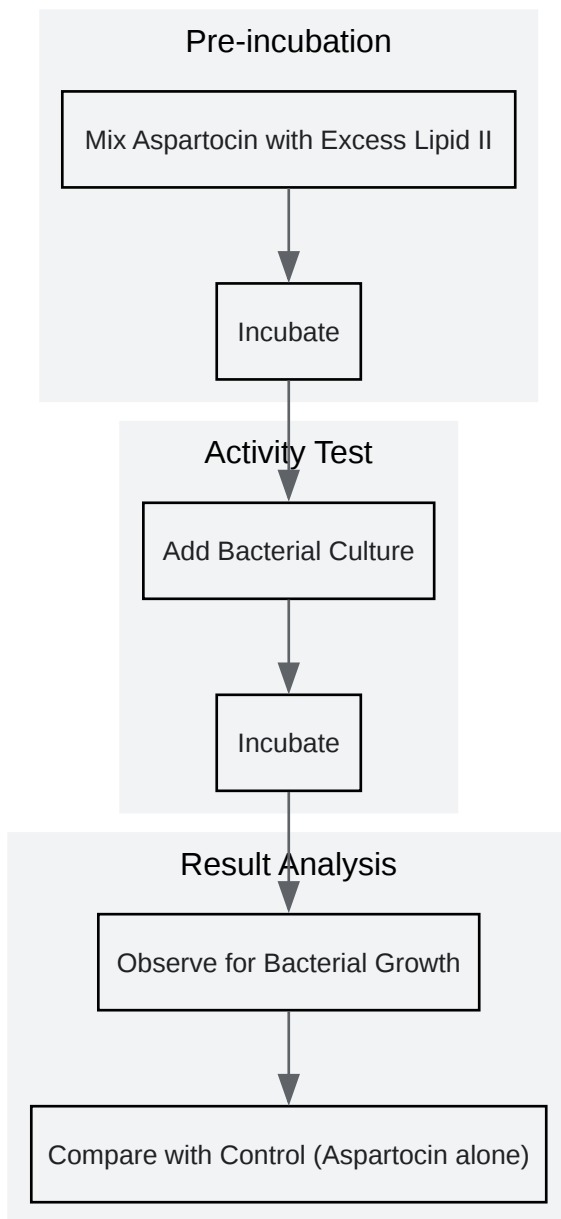 Pre-incubation
Mix Aspartocin with Excess Lipid II
Incubate
Activity Test
Add Bacterial Culture
Incubate
Result Analysis
Observe for Bacterial Growth
Compare with Control (Aspartocin alone)